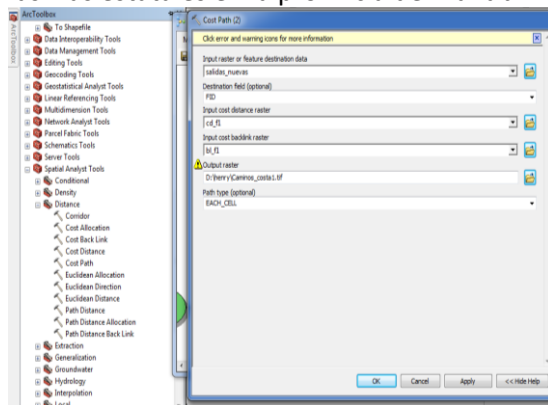 ArcToolbox
ArcToolbox
To Shapefile
Data Interoperability Tools
Data Management Tools
Editing Tools
Geocoding Tools
Geostatistical Analyst Tools
Linear Referencing Tools
Multidimension Tools
Network Analyst Tools
Parcel Fabric Tools
Schematics Tools
Server Tools
Spatial Analyst Tools
Conditional
Density
Distance
Corridor
Cost Allocation
Cost Back Link
Cost Distance
Cost Path
Euclidean Allocation
Euclidean Direction
Euclidean Distance
Path Distance
Path Distance Allocation
Path Distance Back Link
Extraction
Generalization
Groundwater
Hydrology
Interpolation
Local
Cost Path (2)
Click error and warning icons for more information
Input raster or feature destination data
salidas_nuevas
Destination field (optional)
FID
Input cost distance raster
cd_f1
Input cost backlink raster
bl_f1
Output raster
D:\henry\Caminos_costa1.tif
Path type (optional)
EACH_CELL
OK
Cancel
Apply
<< Hide Help